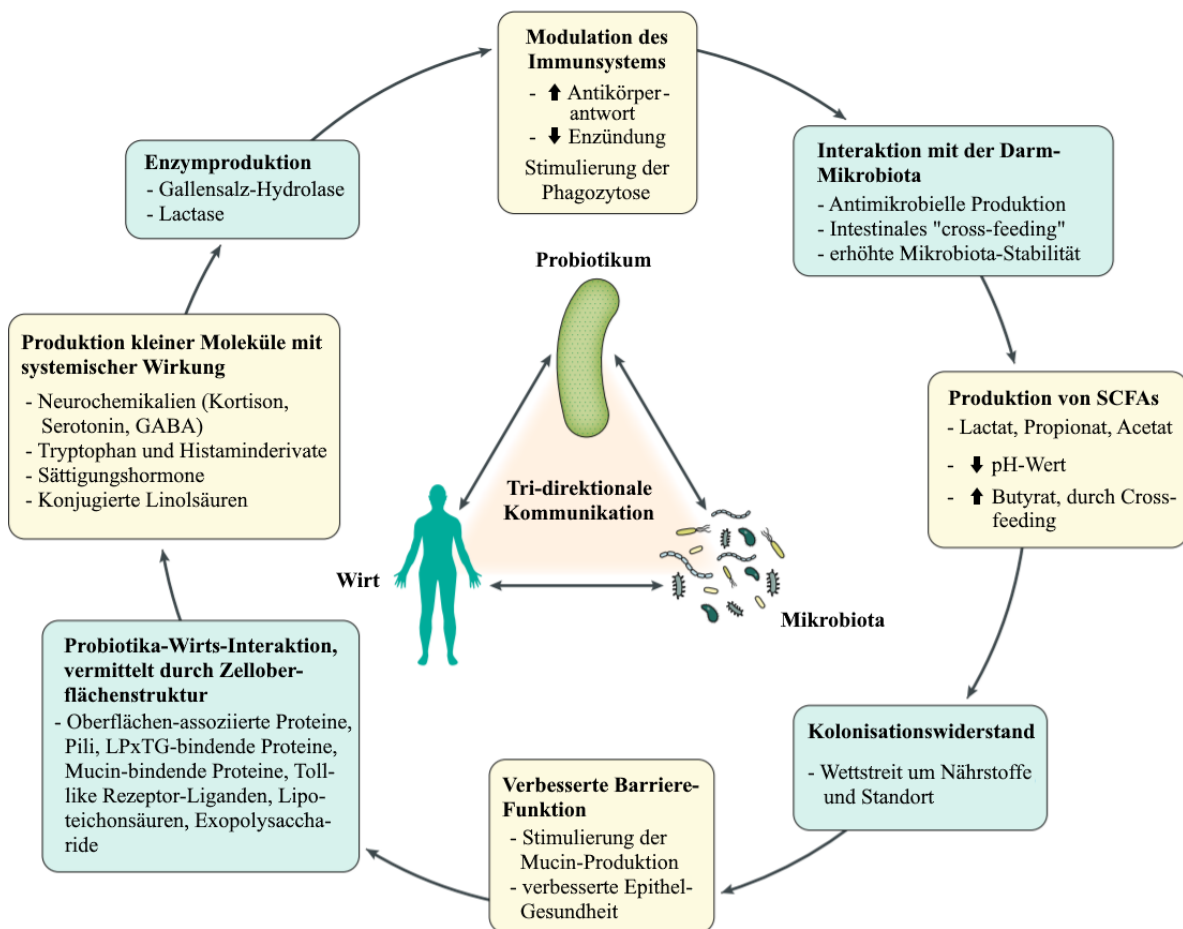 Modulation des
Immunsystems
- ⬆ Antikörper-
antwort
- ⬇ Enzündung
Stimulierung der
Phagozytose
Interaktion mit der Darm-
Mikrobiota
- Antimikrobielle Produktion
- Intestinales "cross-feeding"
- erhöhte Mikrobiota-Stabilität
Produktion von SCFAs
- Lactat, Propionat, Acetat
- ⬇ pH-Wert
- ⬆ Butyrat, durch Cross-
feeding
Kolonisationswiderstand
- Wettstreit um Nährstoffe
und Standort
Verbesserte Barriere-
Funktion
- Stimulierung der
Mucin-Produktion
- verbesserte Epithel-
Gesundheit
Probiotika-Wirts-Interaktion,
vermittelt durch Zellober-
flächenstruktur
- Oberflächen-assoziierte Proteine,
Pili, LPxTG-bindende Proteine,
Mucin-bindende Proteine, Toll-
like Rezeptor-Liganden, Lipo-
teichonsäuren, Exopolysaccha-
ride
Produktion kleiner Moleküle mit
systemischer Wirkung
- Neurochemikalien (Kortison,
Serotonin, GABA)
- Tryptophan und Histaminderivate
- Sättigungshormone
- Konjugierte Linolsäuren
Enzymproduktion
- Gallensalz-Hydrolase
- Lactase
Probiotikum
Tri-direktionale
Kommunikation
Wirt
Mikrobiota